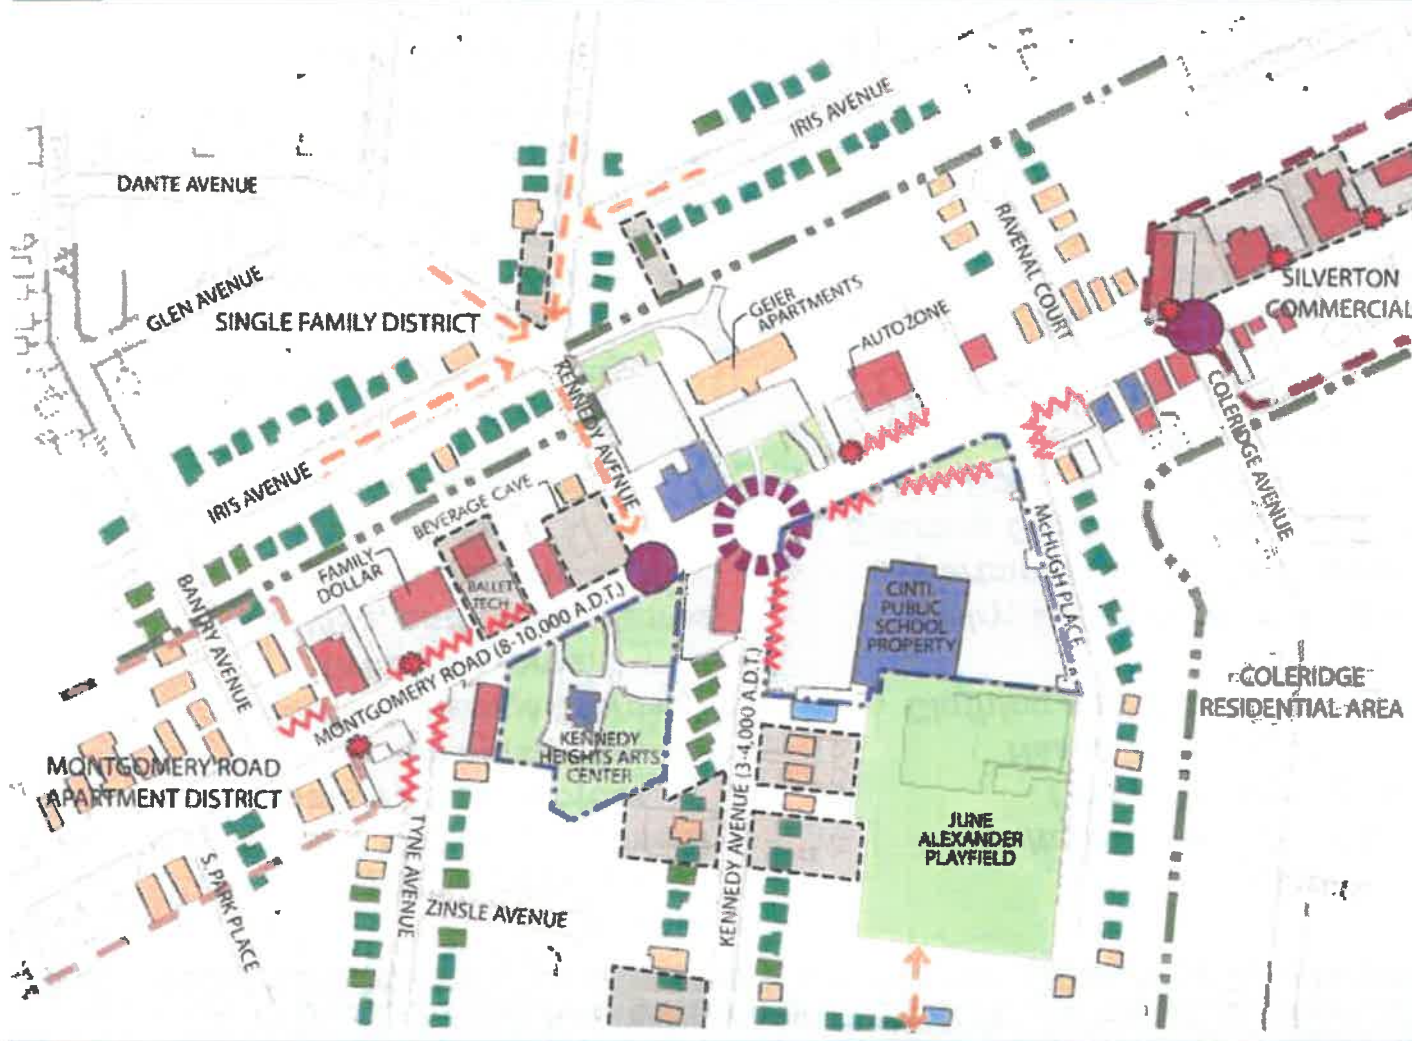 IRIS AVENUE
DANTE AVENUE
RAVENAL COURT
GLEN AVENUE
SINGLE FAMILY DISTRICT
GEIER
APARTMENTS
SILVERTON
COMMERCIAL
AUTO ZONE
KENNEDY AVENUE
COLERIDGE AVENUE
IRIS AVENUE
BEVERAGE CAVE
FAMILY
DOLLAR
BALLET
TECH
BANTRY AVENUE
MONTGOMERY ROAD (8-10,000 A.D.T.)
CINTI.
PUBLIC
SCHOOL
PROPERTY
McHUGH PLACE
COLERIDGE
RESIDENTIAL AREA
KENNEDY
HEIGHTS ARTS
CENTER
KENNEDY AVENUE (3-4,000 A.D.T.)
MONTGOMERY ROAD
APARTMENT DISTRICT
JUNE
ALEXANDER
PLAYFIELD
TYNE AVENUE
S. PARK PLACE
ZINSLE AVENUE